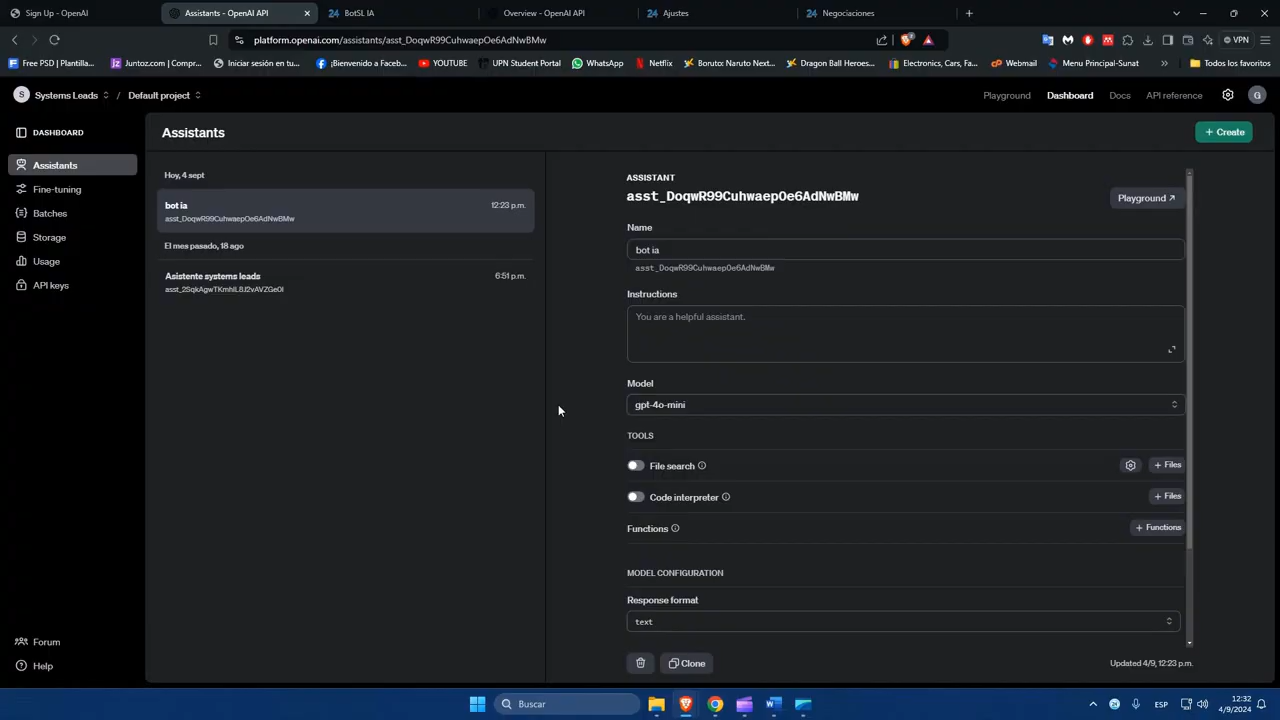 Sign Up - OpenAI
Assistants - OpenAI API
24 BotSL IA
Overview - OpenAI API
24 Ajustes
24 Negociaciones
platform.openai.com/assistants/asst_DoqwR99CuhwaepOe6AdNwBMw
VPN
Free PSD | Plantilla...
Juntoz.com | Compr...
Iniciar sesión en tu...
¡Bienvenido a Faceb...
YOUTUBE
UPN Student Portal
WhatsApp
Netflix
Boruto: Naruto Next...
Dragon Ball Heroes...
Electronics, Cars, Fa...
Webmail
Menu Principal-Sunat
Todos los favoritos
S Systems Leads / Default project
Playground
Dashboard
Docs
API reference
G
DASHBOARD
Assistants
Fine-tuning
Batches
Storage
Usage
API keys
Forum
Help
Assistants
+ Create
Hoy, 4 sept
bot ia 12:23 p.m.
asst_DoqwR99CuhwaepOe6AdNwBMw
El mes pasado, 18 ago
Asistente systems leads 6:51 p.m.
ASSISTANT
asst_DoqwR99CuhwaepOe6AdNwBMw
Playground
Name
bot ia
asst_DoqwR99CuhwaepOe6AdNwBMw
Instructions
You are a helpful assistant.
Model
gpt-4o-mini
TOOLS
File search
+ Files
Code interpreter
+ Files
Functions
+ Functions
MODEL CONFIGURATION
Response format
text
Clone
Updated 4/9, 12:23 p.m.
Buscar
24
ESP
12:32
4/9/2024